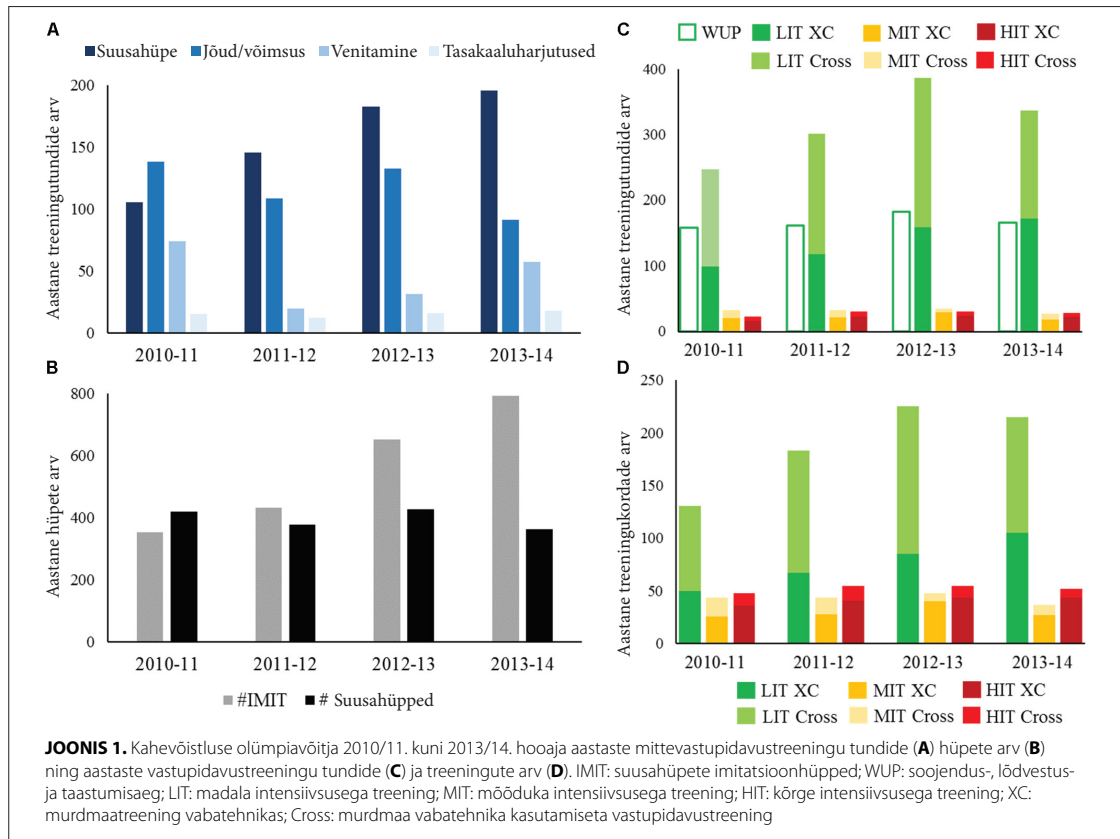 A
Suusahüpe Jõud/võimsus Venitamine Tasakaaluharjutused
Aastane treeningutundide arv
200
150
100
50
0
2010-11 2011-12 2012-13 2013-14
B
Aastane hüpete arv
800
600
400
200
0
2010-11 2011-12 2012-13 2013-14
#IMIT # Suusahüpped
C
WUP LIT XC MIT XC HIT XC
LIT Cross MIT Cross HIT Cross
Aastane treeningutundide arv
400
300
200
100
0
2010-11 2011-12 2012-13 2013-14
D
Aastane treeningukordade arv
250
200
150
100
50
0
2010-11 2011-12 2012-13 2013-14
LIT XC MIT XC HIT XC
LIT Cross MIT Cross HIT Cross
JOONIS 1. Kahevõistluse olümpiavõitja 2010/11. kuni 2013/14. hooaja aastaste mittevastupidavustreeningu tundide (A) hüpete arv (B)
ning aastaste vastupidavustreeningu tundide (C) ja treeningute arv (D). IMIT: suusahüpete imitatsioonhüpped; WUP: soojendus-, lõdvestus-
ja taastumisaeg; LIT: madala intensiivsusega treening; MIT: mõõduka intensiivsusega treening; HIT: kõrge intensiivsusega treening; XC:
murdmaatreening vabatehnikas; Cross: murdmaa vabatehnika kasutamiseta vastupidavustreening